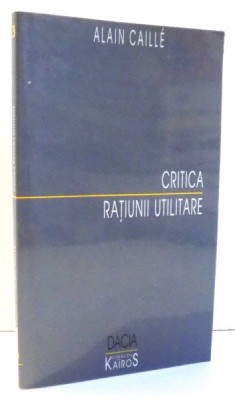 ALAIN CAILLÉ
CRITICA
RAȚIUNII UTILITARE
DACIA
KAIROS